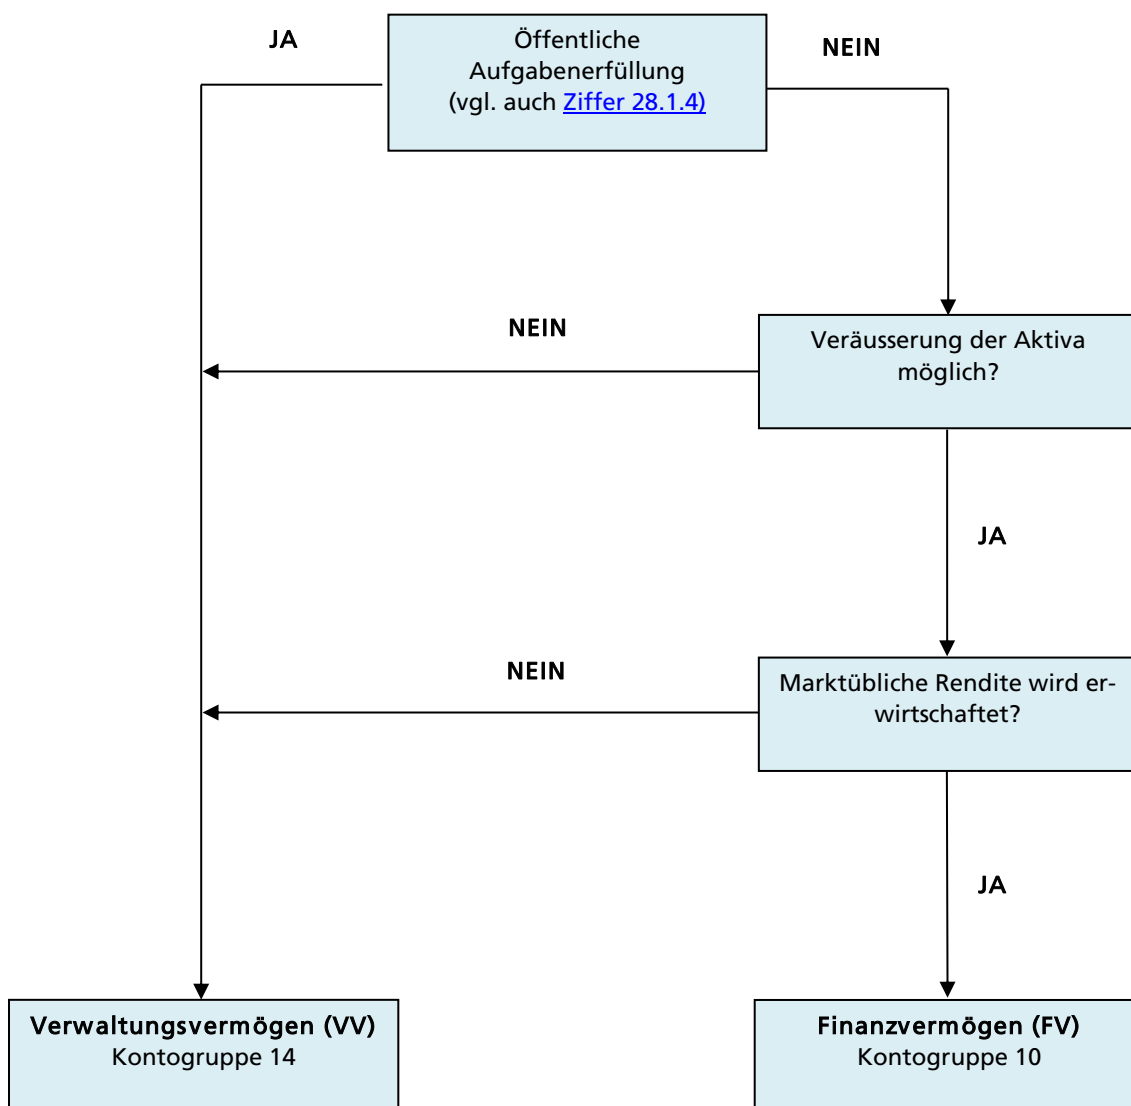 JA
Öffentliche
Aufgabenerfüllung
(vgl. auch Ziffer 28.1.4)
NEIN
NEIN
Veräusserung der Aktiva
möglich?
JA
NEIN
Marktübliche Rendite wird er-
wirtschaftet?
JA
Verwaltungsvermögen (VV)
Kontogruppe 14
Finanzvermögen (FV)
Kontogruppe 10